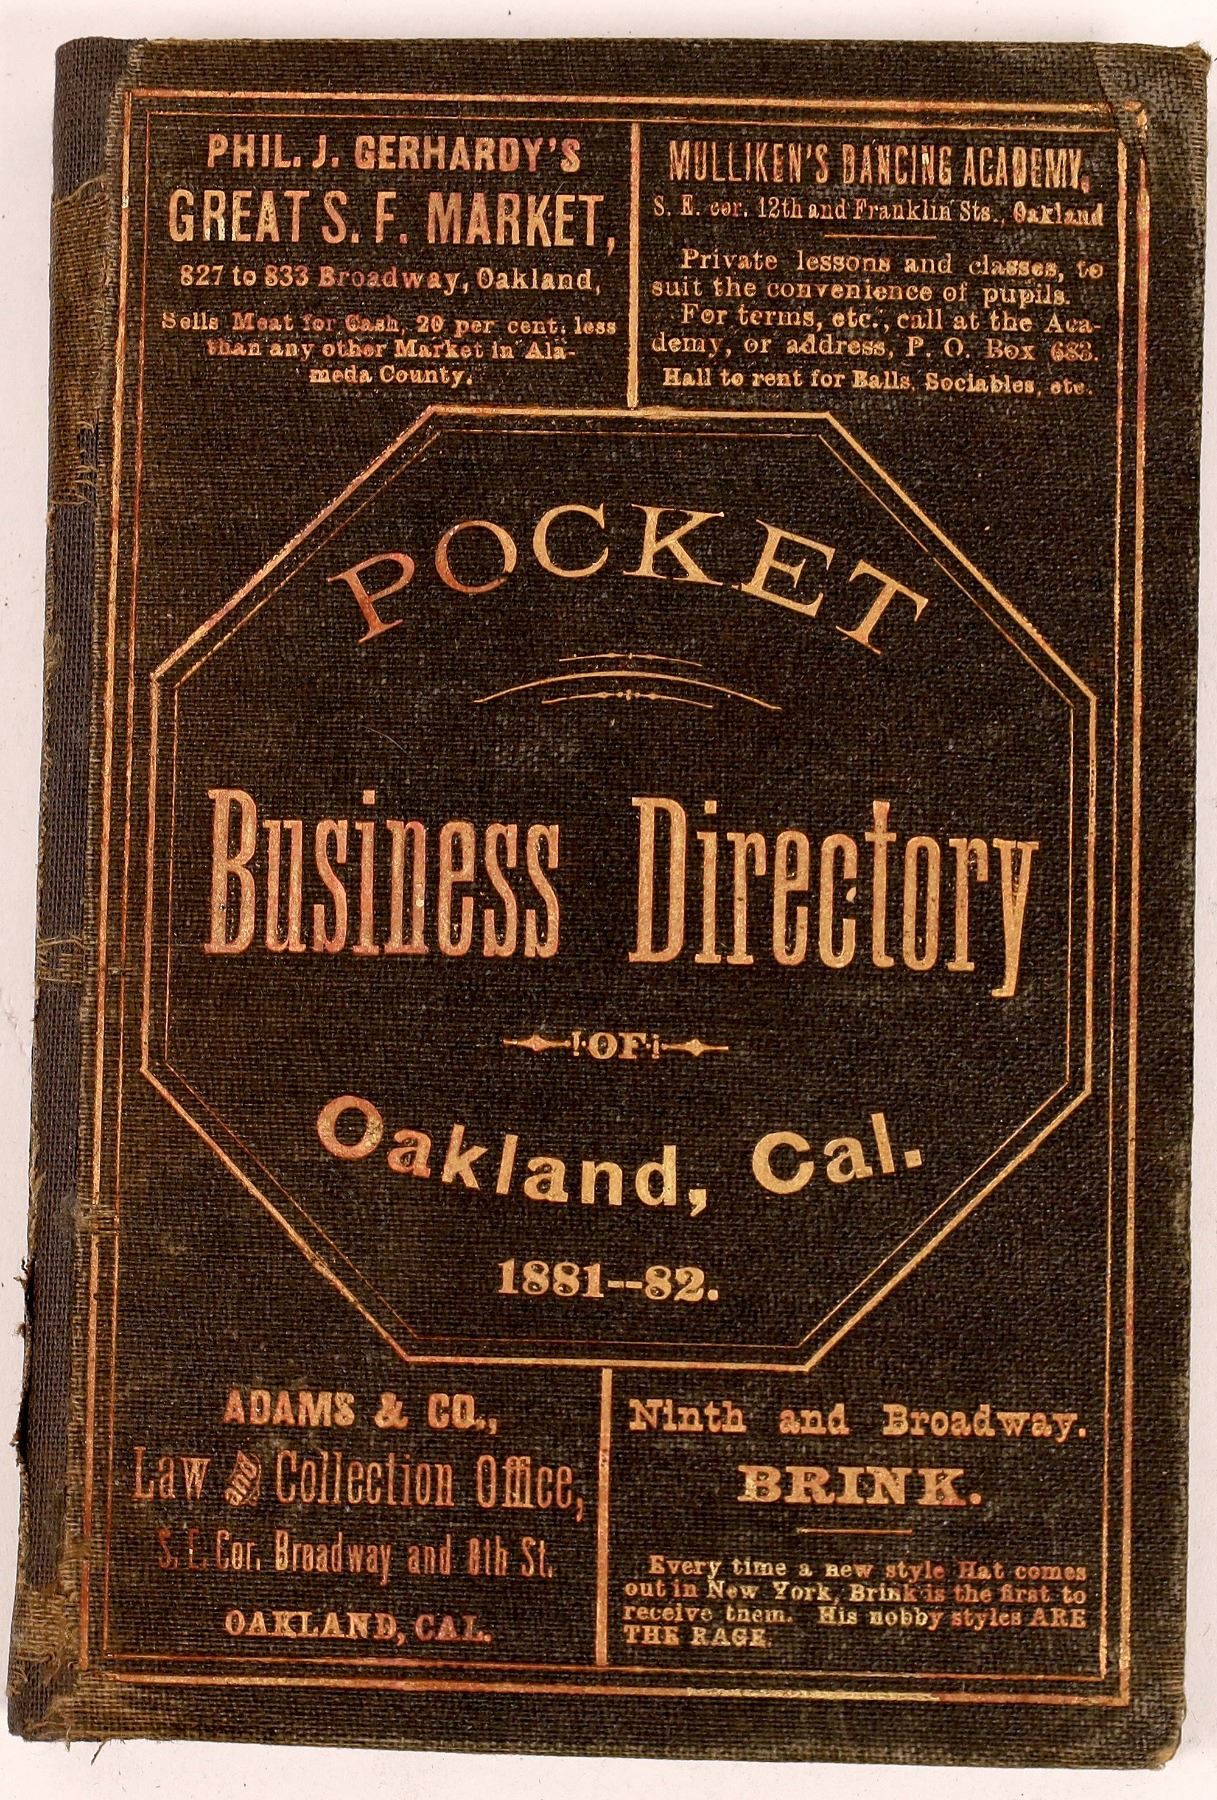 PHIL. J. GERHARDY'S
GREAT S. F. MARKET,
827 to 833 Broadway, Oakland,
Sells Meat for Cash, 20 per cent. less
than any other Market in Ala-
meda County.
MULLIKEN'S DANCING ACADEMY,
S. E. cor. 12th and Franklin Sts., Oakland
Private lessons and classes, to
suit the convenience of pupils.
For terms, etc., call at the Aca-
demy, or address, P. O. Box 683.
Hall to rent for Balls, Sociables, etc.
POCKET
Business Directory
OF
Oakland, Cal.
1881--82.
ADAMS & CO.,
Law and Collection Office,
S. E. Cor. Broadway and 8th St.
OAKLAND, CAL.
Ninth and Broadway.
BRINK.
Every time a new style Hat comes
out in New York, Brink is the first to
receive them. His nobby styles ARE
THE RAGE.